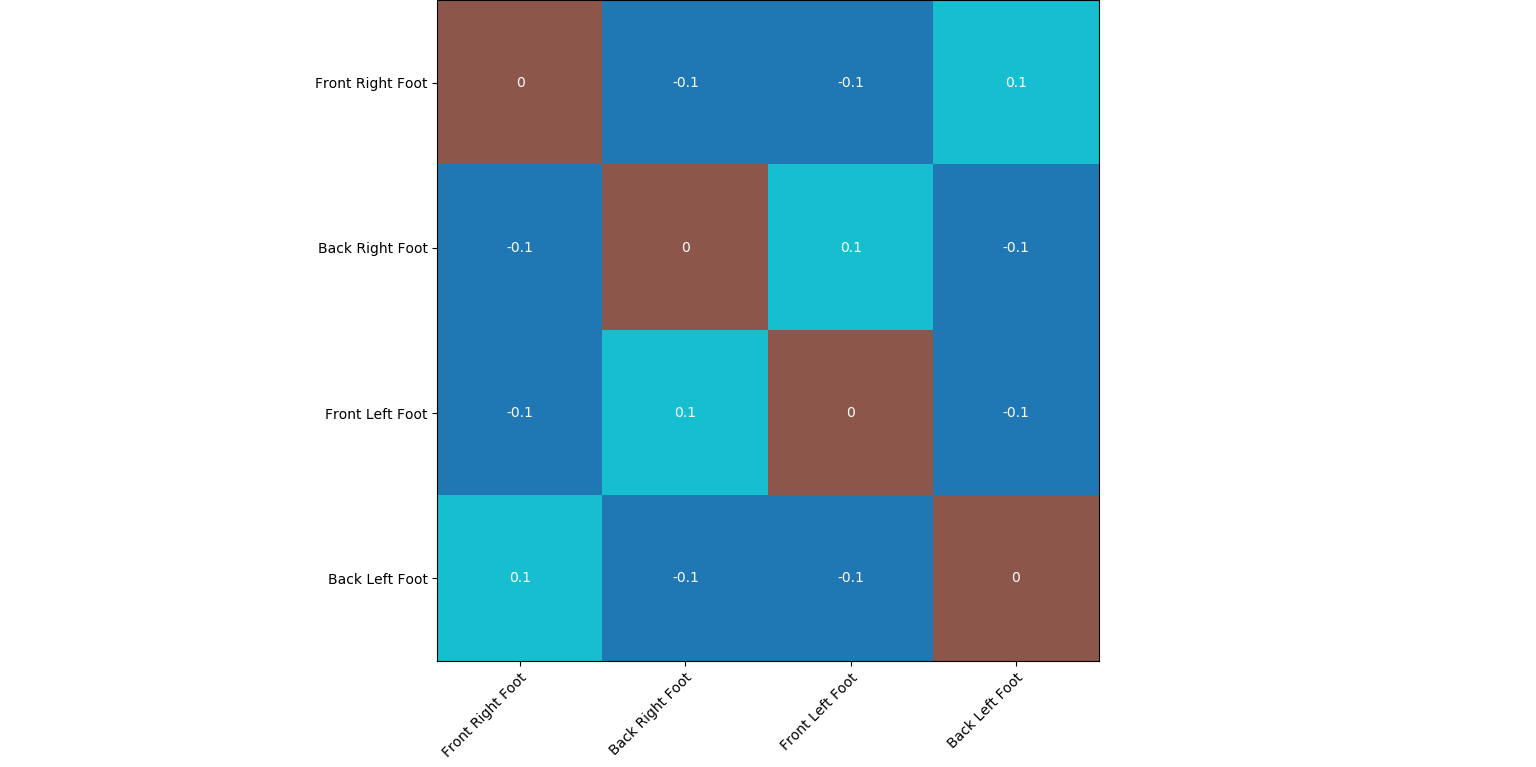 Front Right Foot 0 -0.1 -0.1 0.1
Back Right Foot -0.1 0 0.1 -0.1
Front Left Foot -0.1 0.1 0 -0.1
Back Left Foot 0.1 -0.1 -0.1 0
Front Right Foot
Back Right Foot
Front Left Foot
Back Left Foot